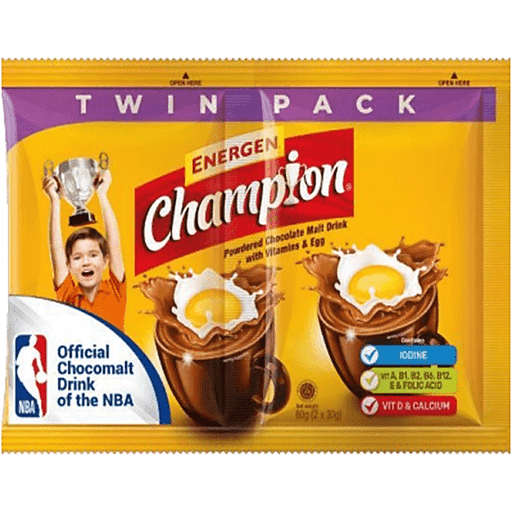 OPEN HERE
OPEN HERE
TWIN PACK
ENERGEN
Champion®
Powdered Chocolate Malt Drink
with Vitamins & Egg
Official
Chocomalt
Drink
of the NBA
NBA
Contains
IODINE
VIT A, B1, B2, B6, B12,
E & FOLIC ACID
VIT D & CALCIUM
60g (2 x 30g)